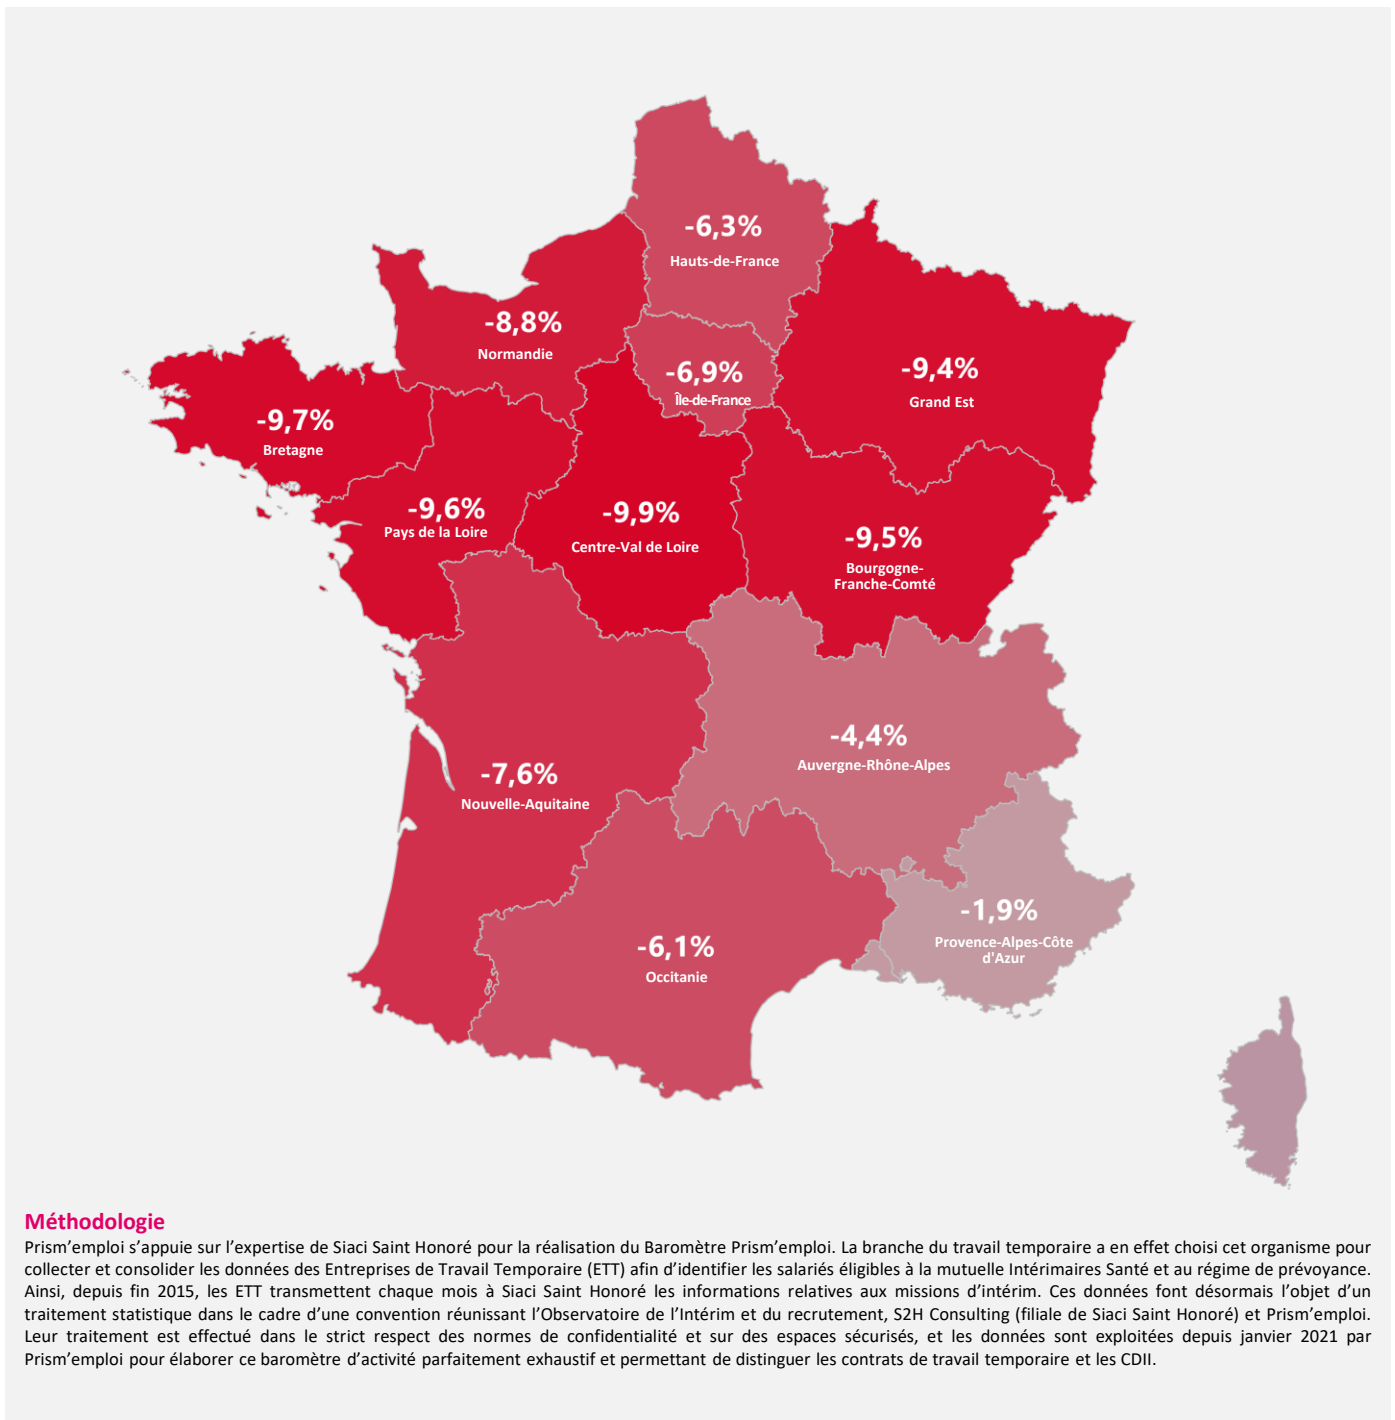 -6,3%
Hauts-de-France
-8,8%
Normandie
-6,9%
Île-de-France
-9,4%
Grand Est
-9,7%
Bretagne
-9,6%
Pays de la Loire
-9,9%
Centre-Val de Loire
-9,5%
Bourgogne-
Franche-Comté
-4,4%
Auvergne-Rhône-Alpes
-7,6%
Nouvelle-Aquitaine
-1,9%
Provence-Alpes-Côte
d'Azur
-6,1%
Occitanie
Méthodologie
Prism’emploi s’appuie sur l’expertise de Siaci Saint Honoré pour la réalisation du Baromètre Prism’emploi. La branche du travail temporaire a en effet choisi cet organisme pour
collecter et consolider les données des Entreprises de Travail Temporaire (ETT) afin d’identifier les salariés éligibles à la mutuelle Intérimaires Santé et au régime de prévoyance.
Ainsi, depuis fin 2015, les ETT transmettent chaque mois à Siaci Saint Honoré les informations relatives aux missions d’intérim. Ces données font désormais l’objet d’un
traitement statistique dans le cadre d’une convention réunissant l’Observatoire de l’Intérim et du recrutement, S2H Consulting (filiale de Siaci Saint Honoré) et Prism’emploi.
Leur traitement est effectué dans le strict respect des normes de confidentialité et sur des espaces sécurisés, et les données sont exploitées depuis janvier 2021 par
Prism’emploi pour élaborer ce baromètre d’activité parfaitement exhaustif et permettant de distinguer les contrats de travail temporaire et les CDII.